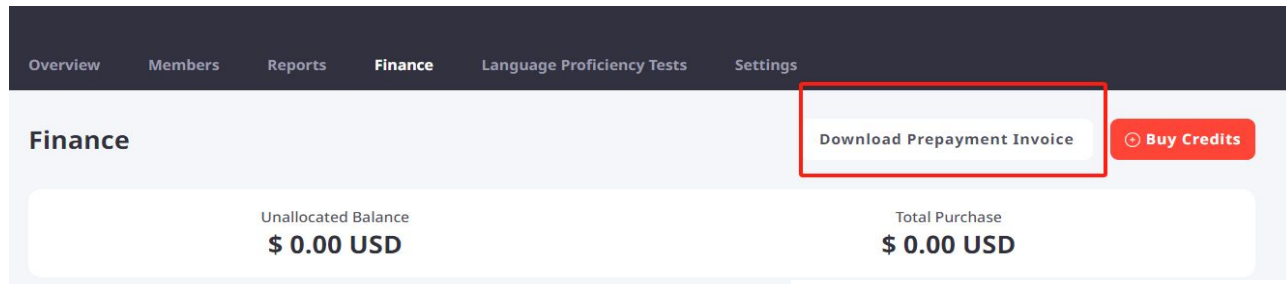 Overview Members Reports Finance Language Proficiency Tests Settings
Finance Download Prepayment Invoice Buy Credits
Unallocated Balance Total Purchase
$ 0.00 USD $ 0.00 USD